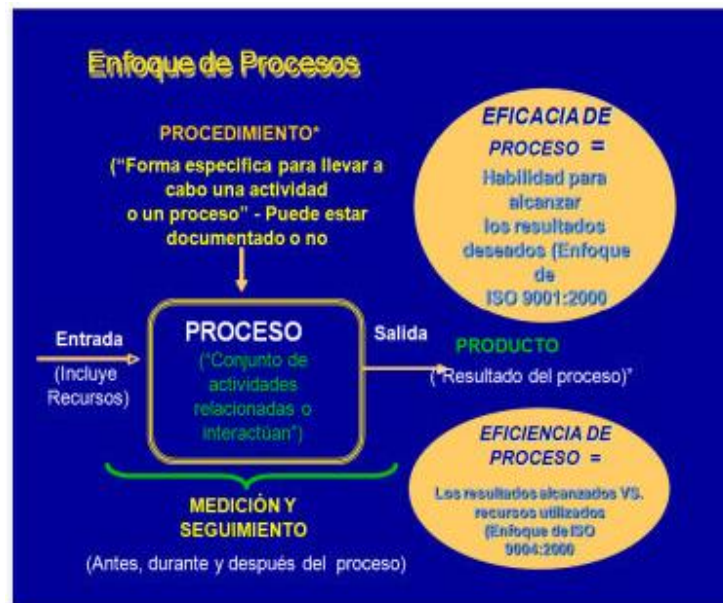 Enfoque de Procesos
PROCEDIMIENTO*
("Forma especifica para llevar a
cabo una actividad
o un proceso" - Puede estar
documentado o no
EFICACIA DE
PROCESO =
Habilidad para
alcanzar
los resultados
deseados (Enfoque
de
ISO 9001:2000
Entrada
(Incluye
Recursos)
PROCESO
("Conjunto de
actividades
relacionadas o
interactúan")
Salida
PRODUCTO
("Resultado del proceso)"
MEDICIÓN Y
SEGUIMIENTO
(Antes, durante y después del proceso)
EFICIENCIA DE
PROCESO =
Los resultados alcanzados VS.
recursos utilizados
(Enfoque de ISO
9004:2000